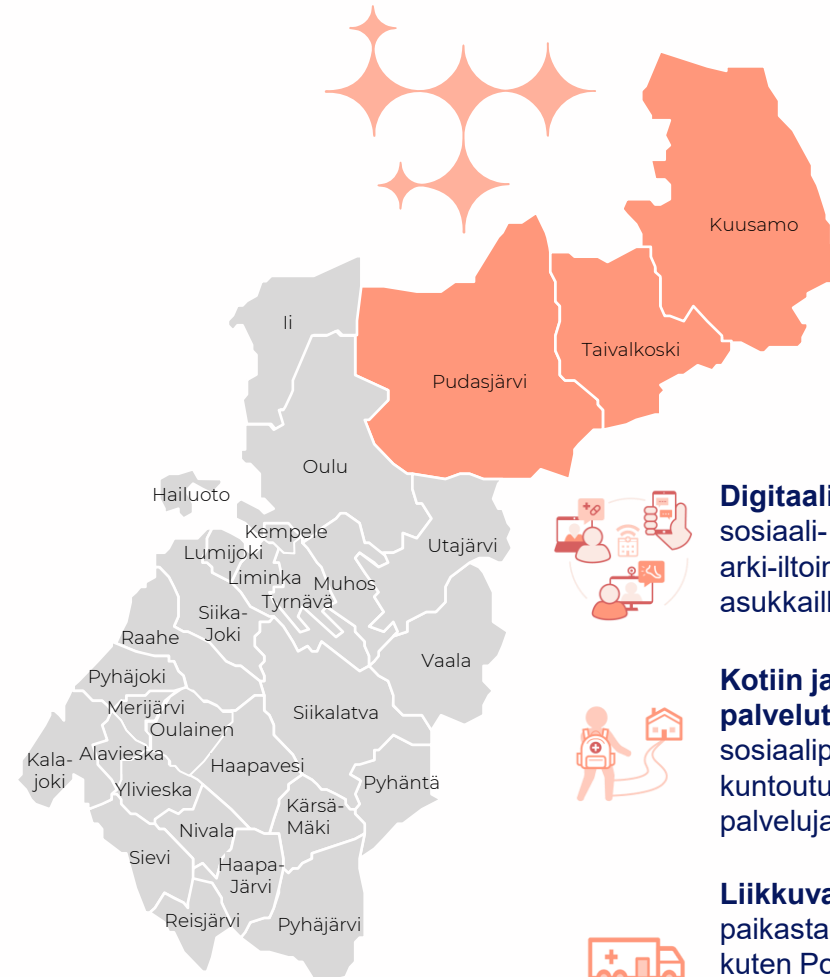 Kuusamo
Ii
Taivalkoski
Pudasjärvi
Oulu
Hailuoto
Kempele
Utajärvi
Lumijoki
Liminka
Muhos
Tyrnävä
Siika-
Joki
Raahe
Vaala
Pyhäjoki
Merijärvi
Siikalatva
Oulainen
Kala-
joki
Alavieska
Haapavesi
Pyhäntä
Ylivieska
Kärsä-
Mäki
Nivala
Sievi
Haapa-
Järvi
Reisjärvi
Pyhäjärvi
Digitaali
sosiaali-
arki-iltoin
asukkaill
Kotiin ja
palvelut
sosiaalip
kuntoutu
palveluja
Liikkuva
paikasta
kuten Po